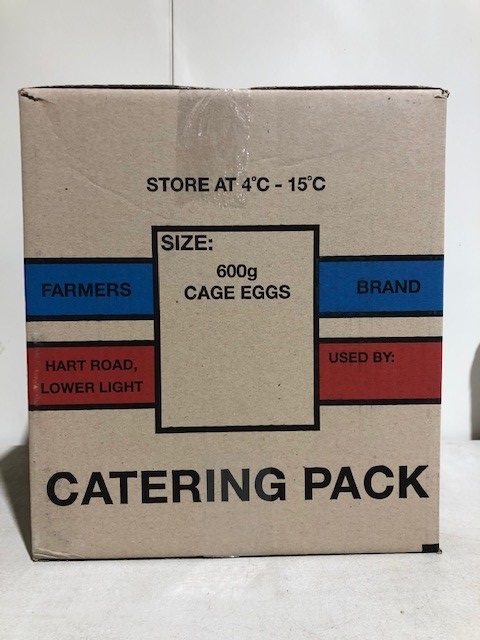 STORE AT 4°C - 15°C
SIZE:
600g
CAGE EGGS
FARMERS
BRAND
HART ROAD,
LOWER LIGHT
USED BY:
CATERING PACK